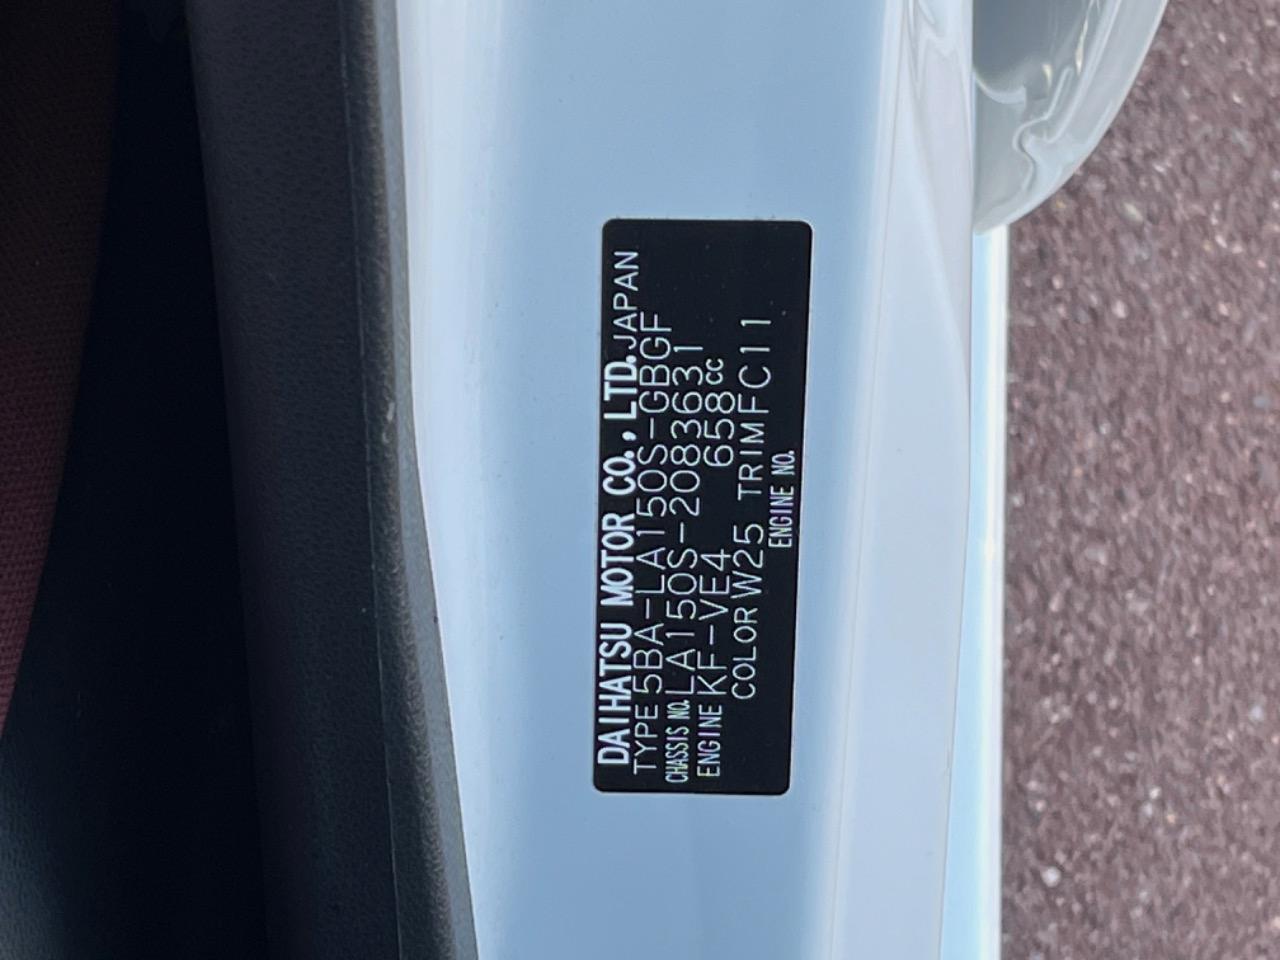 DAIHATSU MOTOR CO., LTD. JAPAN
TYPE 5BA-LA150S-GBGF
CHASSIS NO. LA150S-2083631
ENGINE KF-VE4 658cc
COLOR W25 TRIM FC11
ENGINE NO.